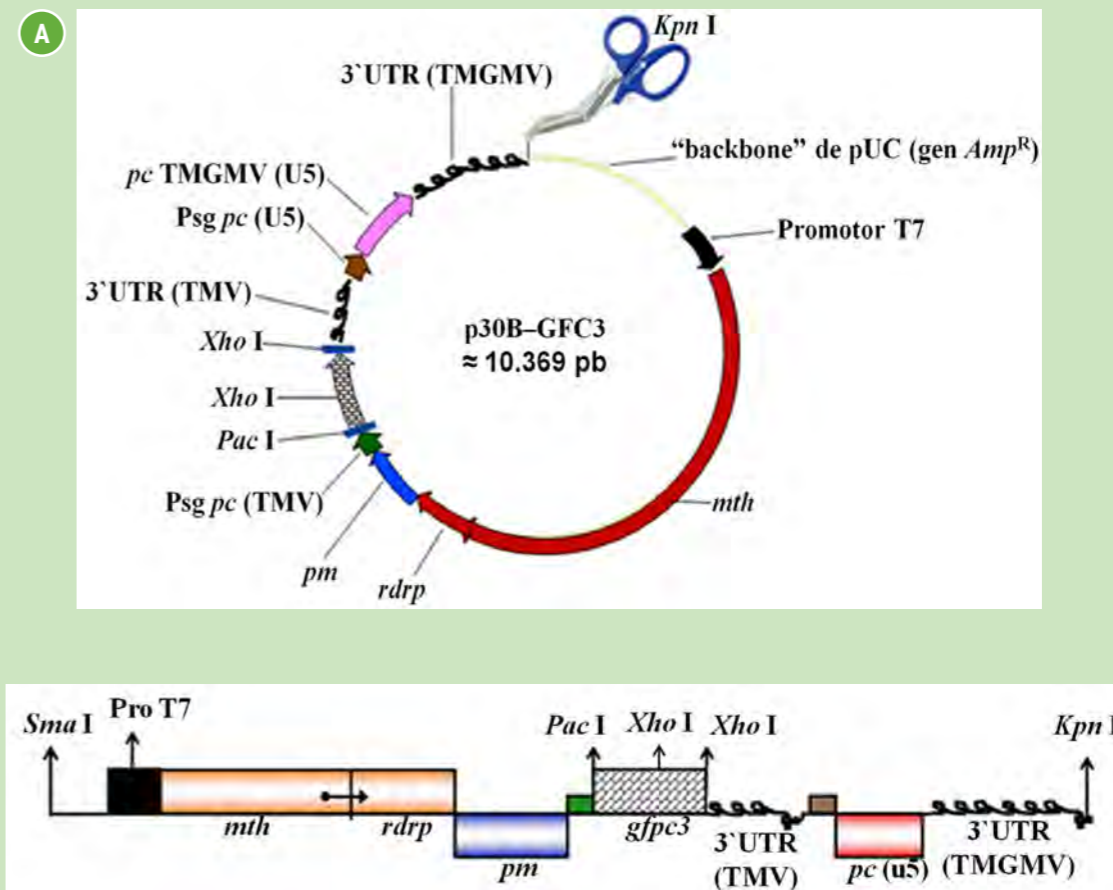 A
Kpn I
3`UTR (TMGMV)
"backbone" de pUC (gen Amp^R)
pc TMGMV (U5)
Psg pc (U5)
Promotor T7
3`UTR (TMV)
p30B–GFC3
≈ 10.369 pb
Xho I
Xho I
Pac I
Psg pc (TMV)
mth
pm
rdrp
Sma I
Pro T7
Pac I
Xho I
Xho I
Kpn I
mth
rdrp
pm
gfpc3
3`UTR
(TMV)
pc (u5)
3`UTR
(TMGMV)